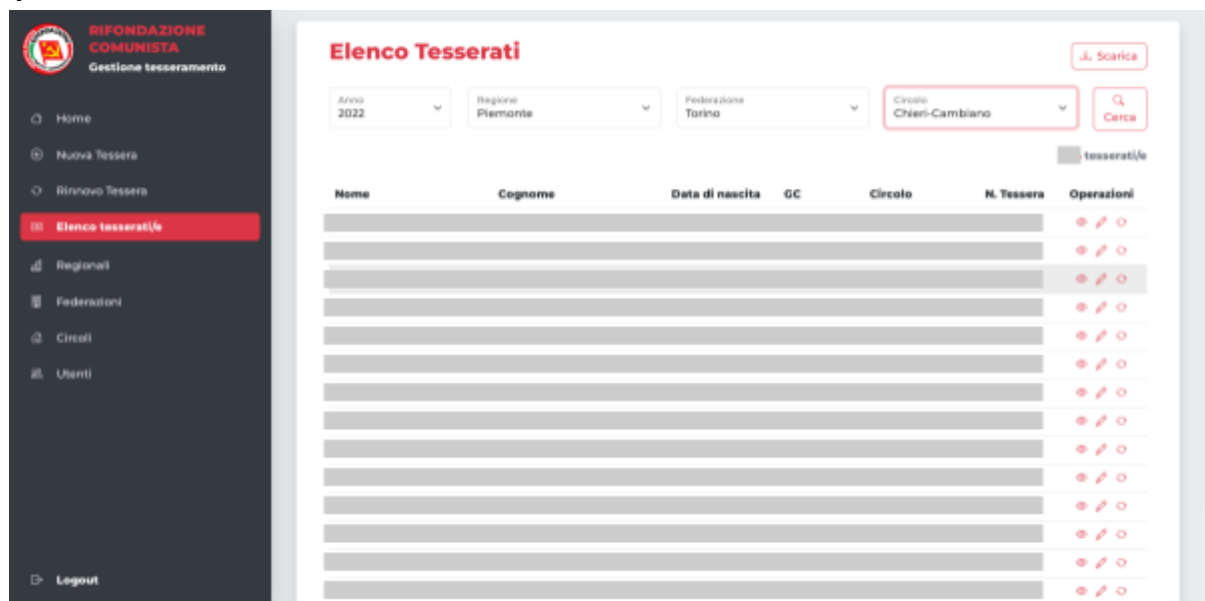 RIFONDAZIONE
COMUNISTA
Gestione tesseramento
Home
Nuova Tessera
Rinnovo Tessera
Elenco tesserati/e
Regionali
Federazioni
Circoli
Utenti
Logout
Elenco Tesserati
Scarica
Anno
2022
Regione
Piemonte
Federazione
Torino
Circolo
Chieri-Cambiano
Cerca
tesserati/e
Nome Cognome Data di nascita GC Circolo N. Tessera Operazioni